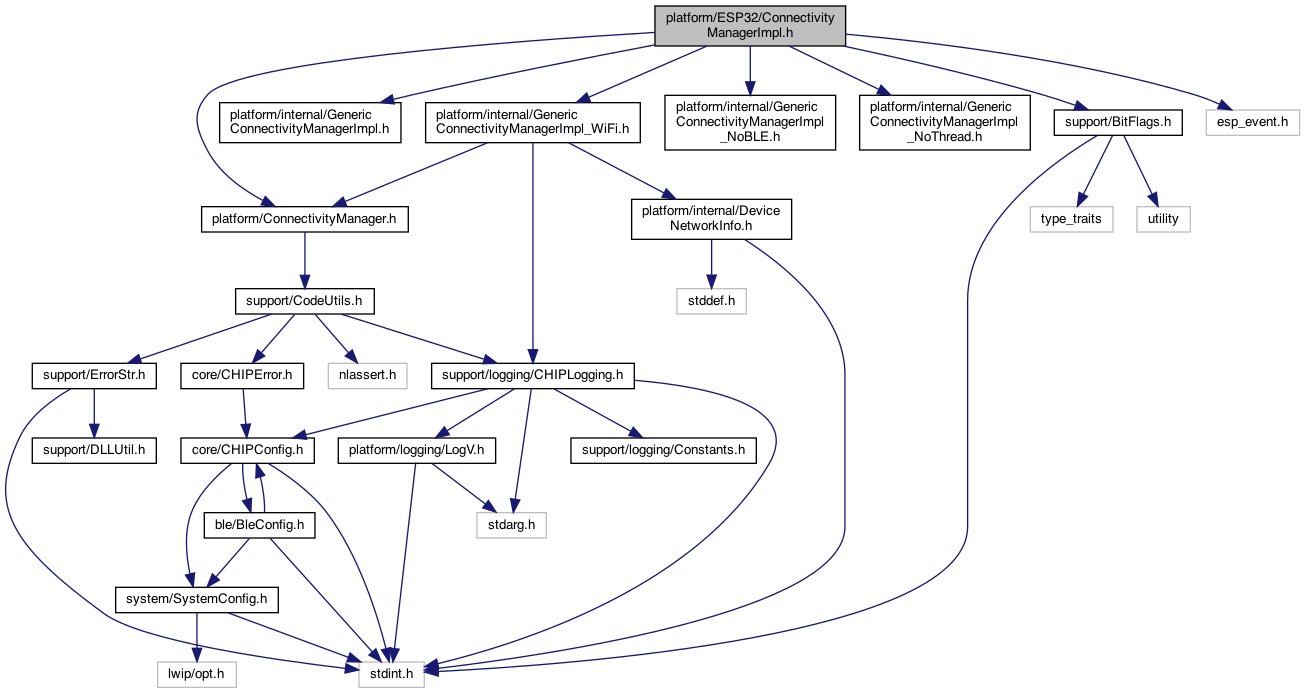 platform/ESP32/Connectivity
ManagerImpl.h
platform/internal/Generic
ConnectivityManagerImpl.h
platform/internal/Generic
ConnectivityManagerImpl_WiFi.h
platform/internal/Generic
ConnectivityManagerImpl
_NoBLE.h
platform/internal/Generic
ConnectivityManagerImpl
_NoThread.h
support/BitFlags.h
esp_event.h
platform/ConnectivityManager.h
platform/internal/Device
NetworkInfo.h
type_traits
utility
support/CodeUtils.h
stddef.h
support/ErrorStr.h
core/CHIPError.h
nlassert.h
support/logging/CHIPLogging.h
support/DLLUtil.h
core/CHIPConfig.h
platform/logging/LogV.h
support/logging/Constants.h
ble/BleConfig.h
stdarg.h
system/SystemConfig.h
lwip/opt.h
stdint.h